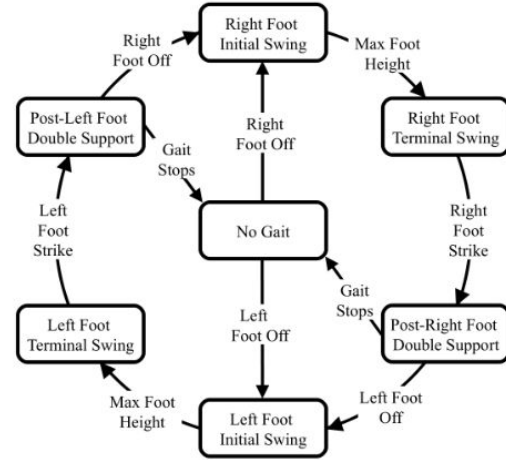 Right Foot
Initial Swing
Right
Foot Off
Max Foot
Height
Post-Left Foot
Double Support
Right
Foot Off
Right Foot
Terminal Swing
Gait
Stops
Left
Foot
Strike
No Gait
Right
Foot
Strike
Left
Foot Off
Gait
Stops
Left Foot
Terminal Swing
Post-Right Foot
Double Support
Max Foot
Height
Left Foot
Off
Left Foot
Initial Swing